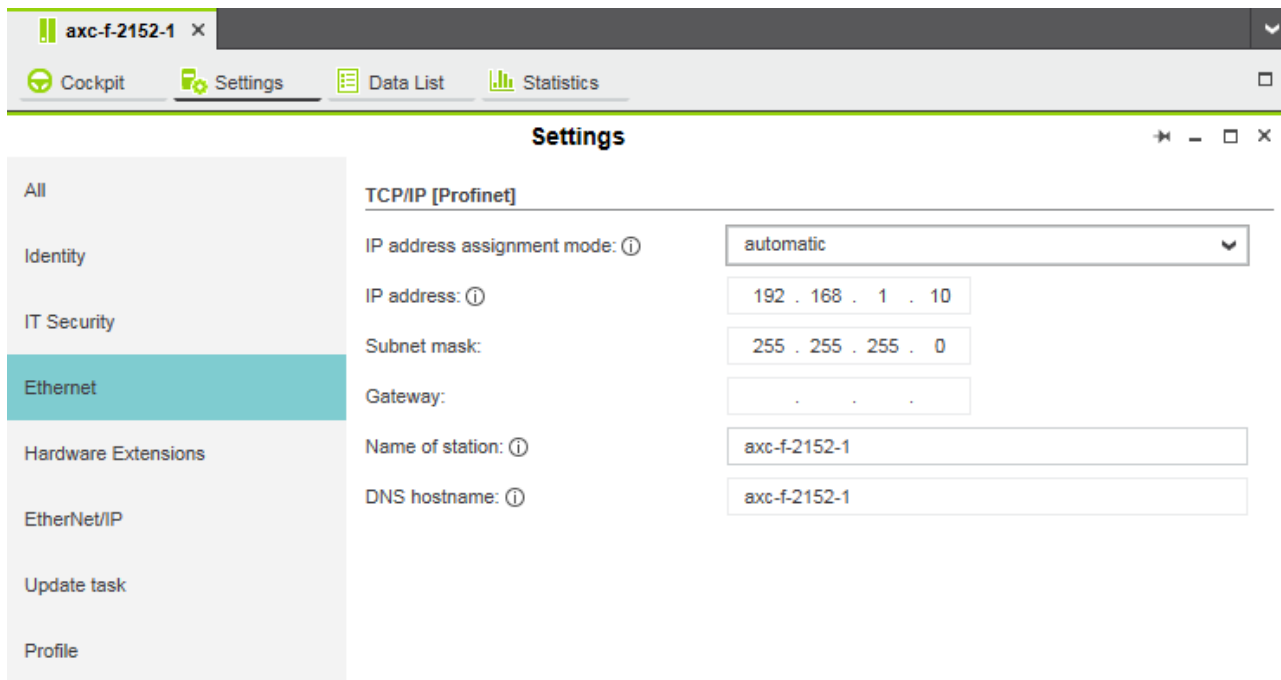 axc-f-2152-1
Cockpit Settings Data List Statistics
Settings
All
Identity
IT Security
Ethernet
Hardware Extensions
EtherNet/IP
Update task
Profile
TCP/IP [Profinet]
IP address assignment mode: automatic
IP address: 192 . 168 . 1 . 10
Subnet mask: 255 . 255 . 255 . 0
Gateway: . . .
Name of station: axc-f-2152-1
DNS hostname: axc-f-2152-1